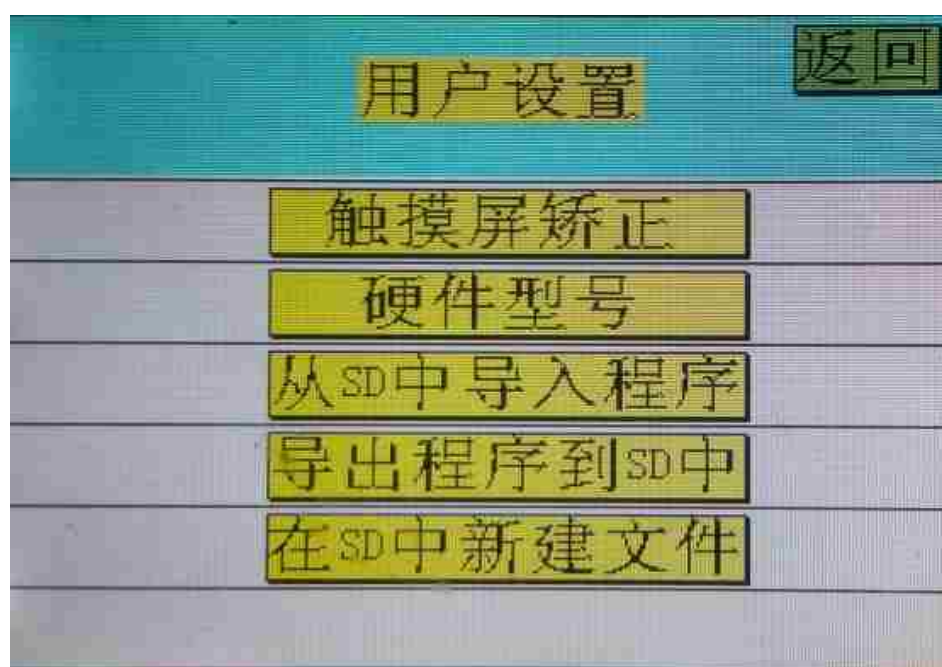 用户设置
返回
触摸屏矫正
硬件型号
从SD中导入程序
导出程序到SD中
在SD中新建文件